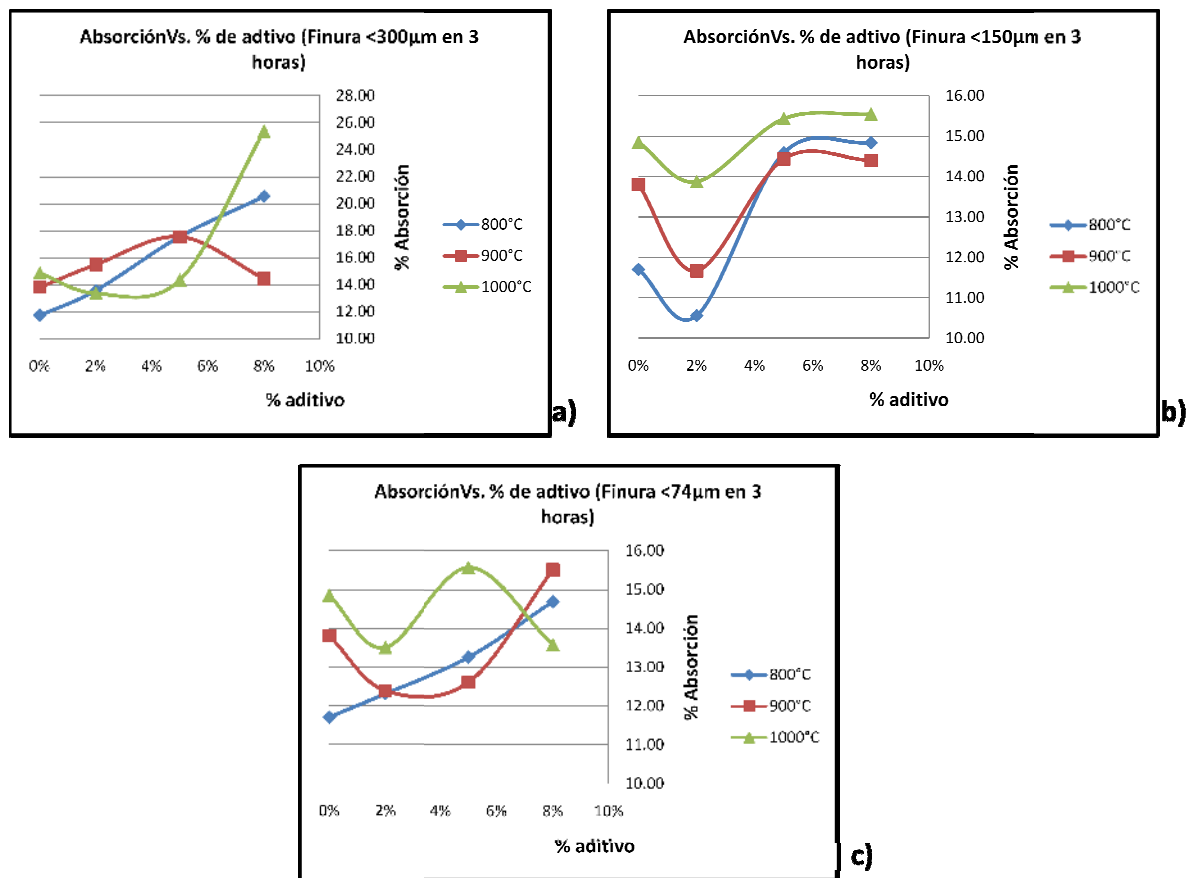 AbsorciónVs. % de adtivo (Finura <300µm en 3
horas)
28.00
26.00
24.00
22.00
20.00
18.00
16.00
14.00
12.00
10.00
% Absorción
800°C
900°C
1000°C
0% 2% 4% 6% 8% 10%
% aditivo
a)
AbsorciónVs. % de adtivo (Finura <150µm en 3
horas)
16.00
15.00
14.00
13.00
12.00
11.00
10.00
% Absorción
800°C
900°C
1000°C
0% 2% 4% 6% 8% 10%
% aditivo
b)
AbsorciónVs. % de adtivo (Finura <74µm en 3
horas)
16.00
15.00
14.00
13.00
12.00
11.00
10.00
% Absorción
800°C
900°C
1000°C
0% 2% 4% 6% 8% 10%
% aditivo
c)